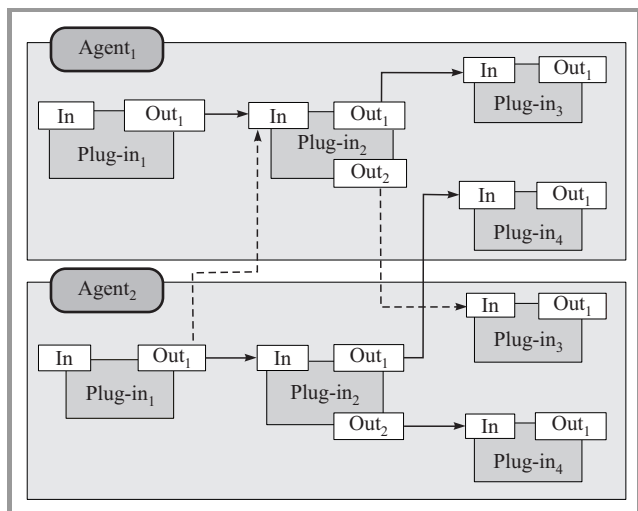 Agent₁
In Out₁
Plug-in₃
In Out₁
Plug-in₁
In Out₁
Plug-in₂
Out₂
In Out₁
Plug-in₄
Agent₂
In Out₁
Plug-in₃
In Out₁
Plug-in₁
In Out₁
Plug-in₂
Out₂
In Out₁
Plug-in₄